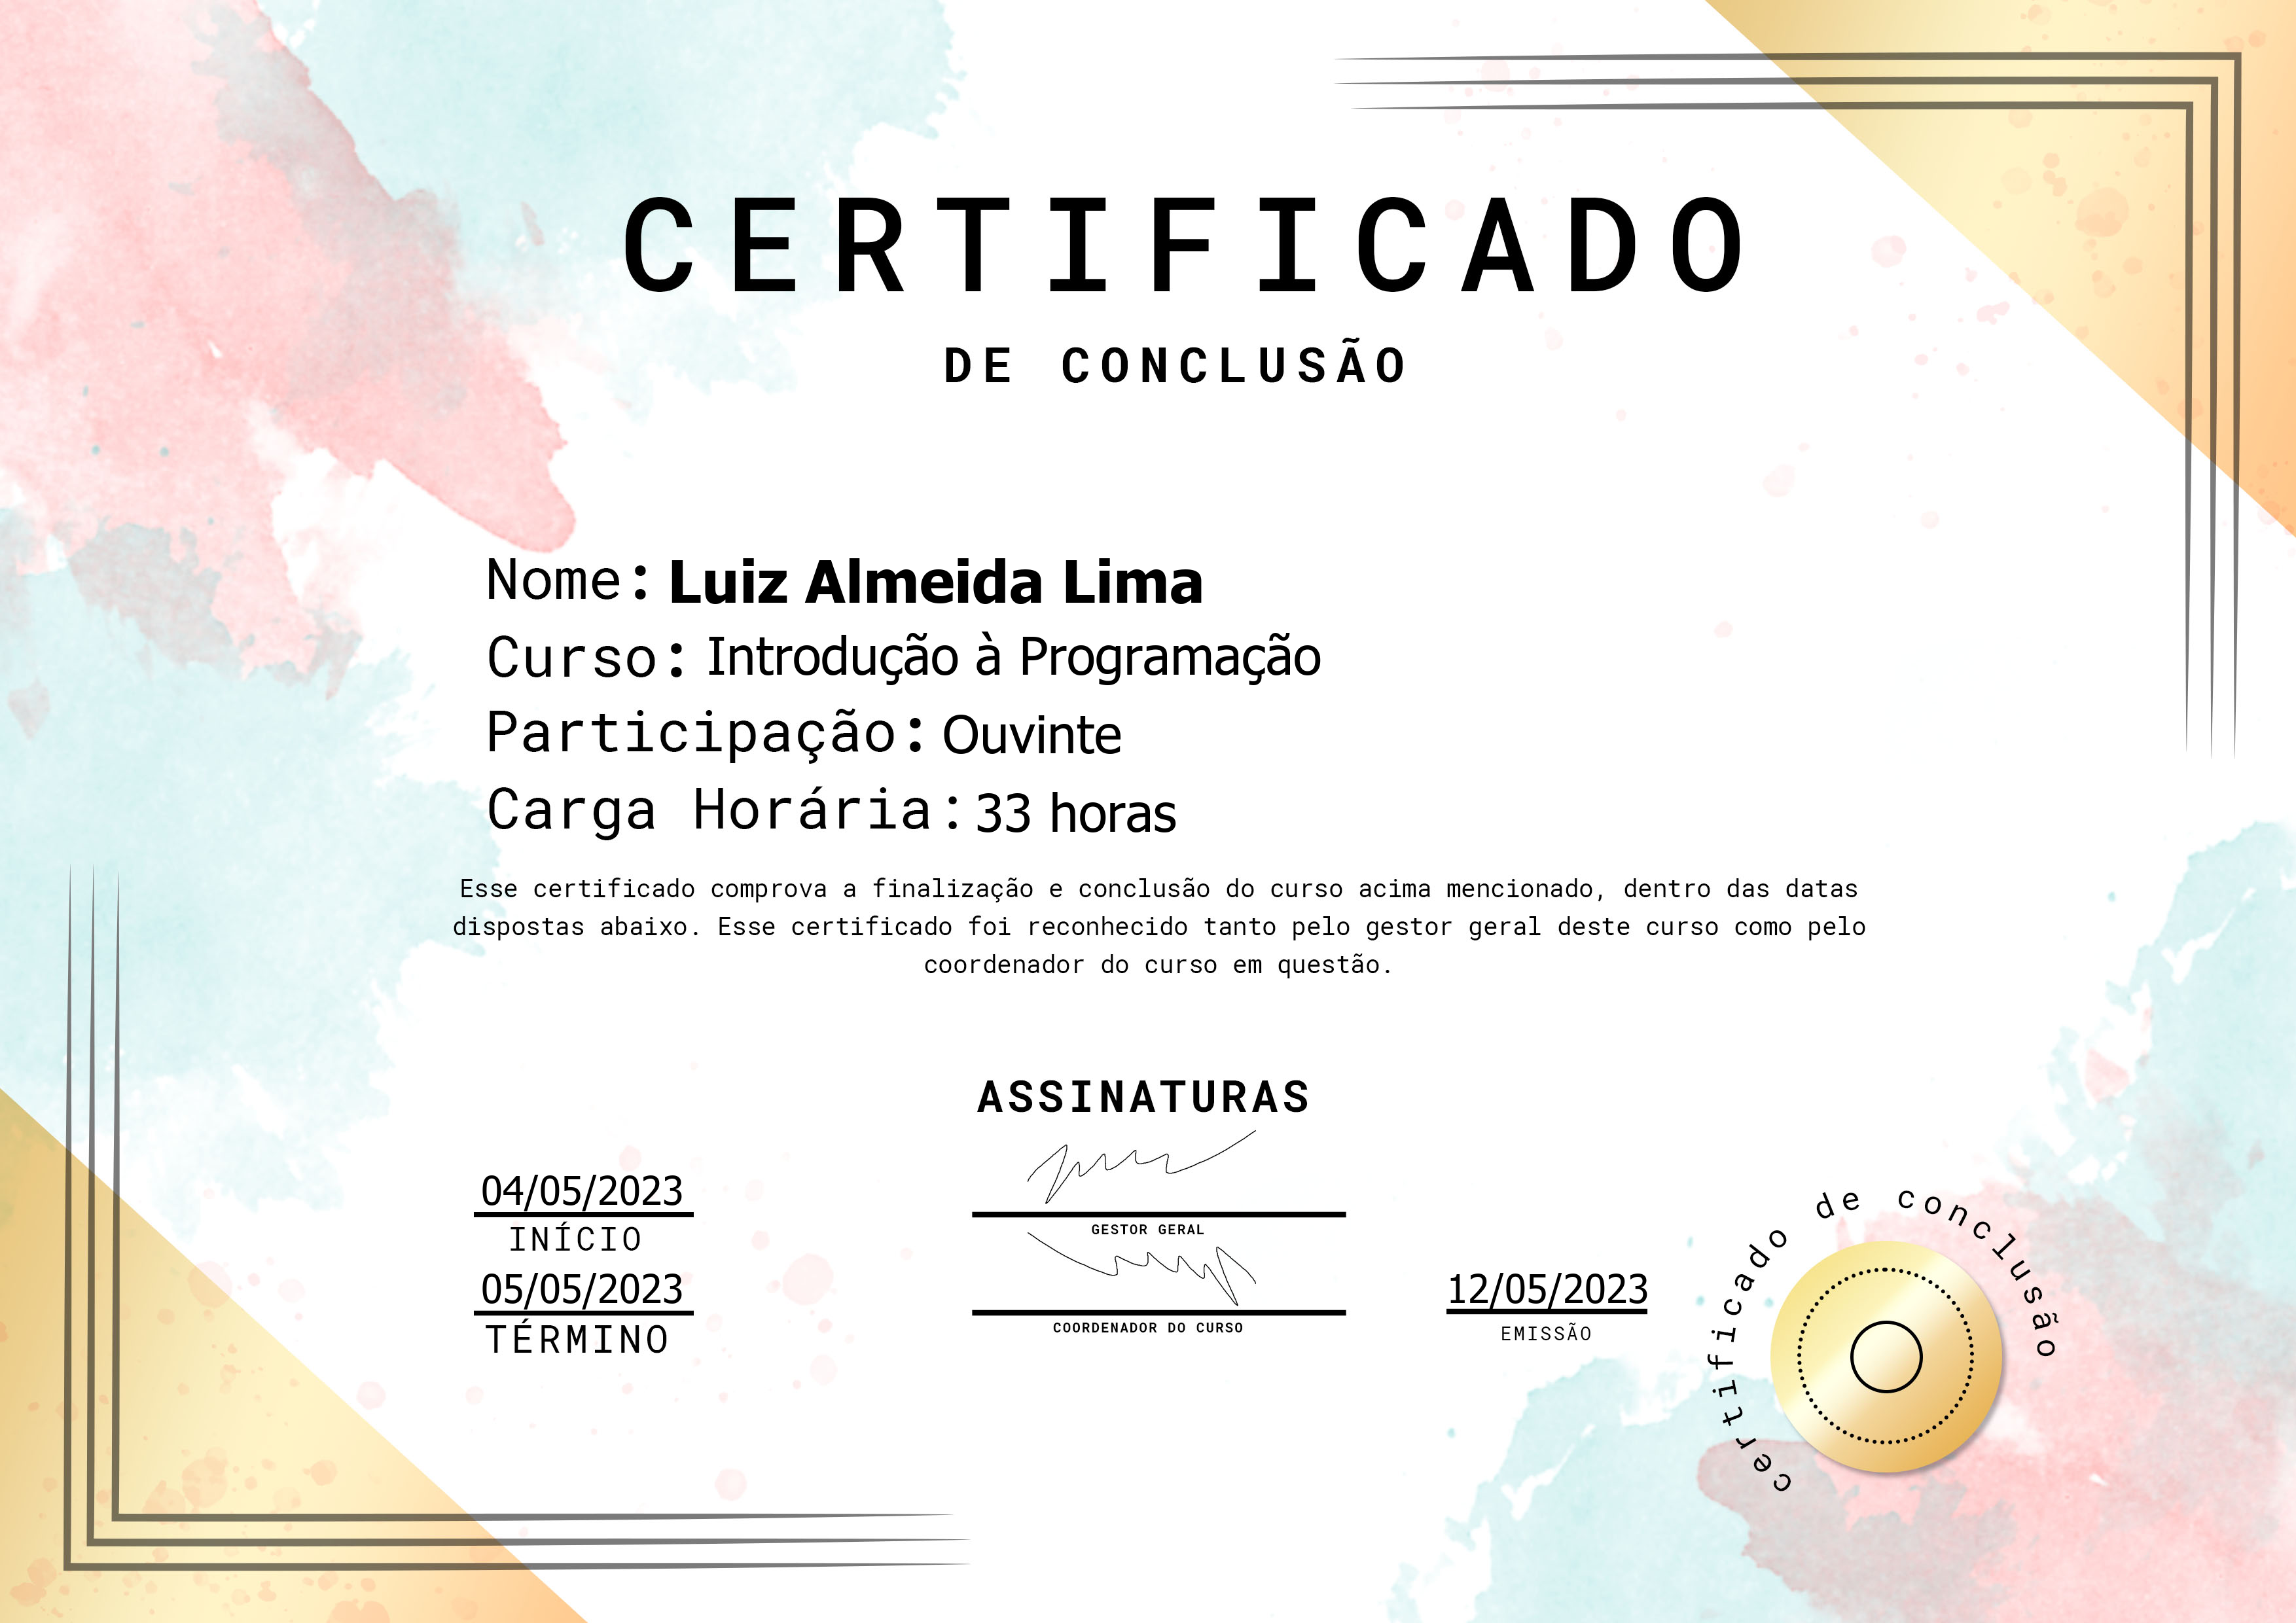 CERTIFICADO
DE CONCLUSÃO
Nome: Luiz Almeida Lima
Curso: Introdução à Programação
Participação: Ouvinte
Carga Horária: 33 horas
Esse certificado comprova a finalização e conclusão do curso acima mencionado, dentro das datas
dispostas abaixo. Esse certificado foi reconhecido tanto pelo gestor geral deste curso como pelo
coordenador do curso em questão.
ASSINATURAS
04/05/2023
INÍCIO
GESTOR GERAL
05/05/2023
TÉRMINO
COORDENADOR DO CURSO
12/05/2023
EMISSÃO
certificado de conclusão